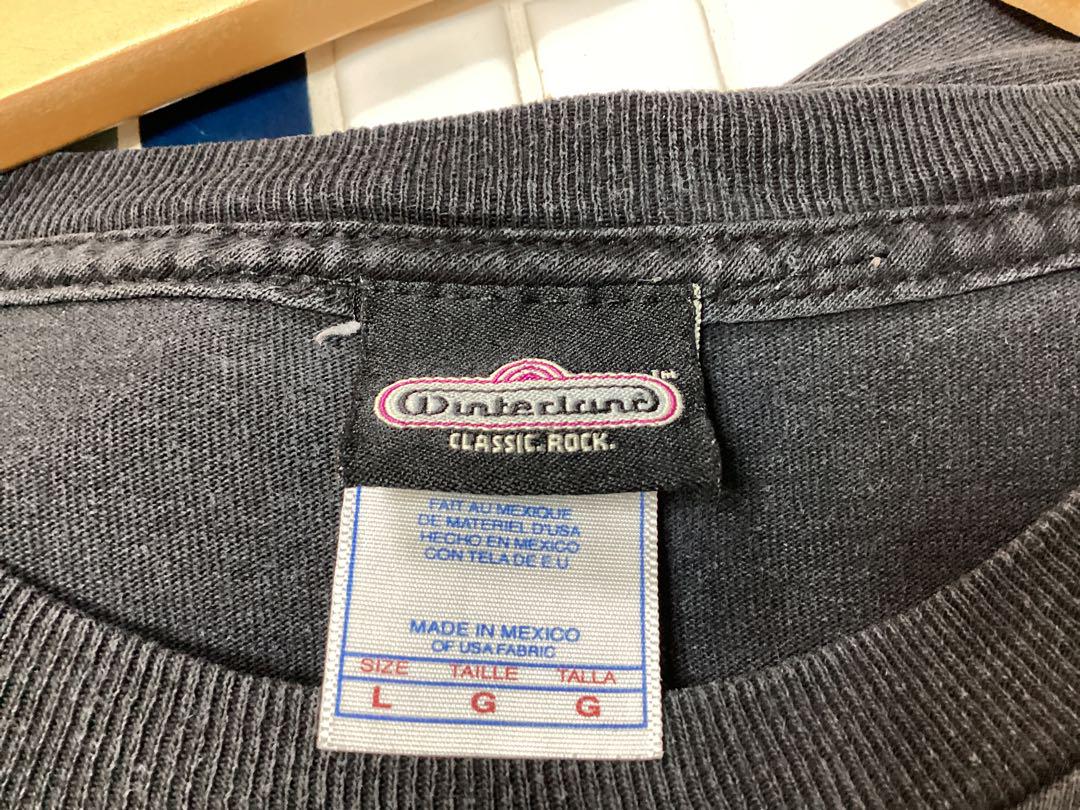 Winterland™
CLASSIC.ROCK.
FAIT AU MEXIQUE
DE MATERIEL D'USA
HECHO EN MEXICO
CON TELA DE E.U
MADE IN MEXICO
OF USA FABRIC
SIZE TAILLE TALLA
L G G